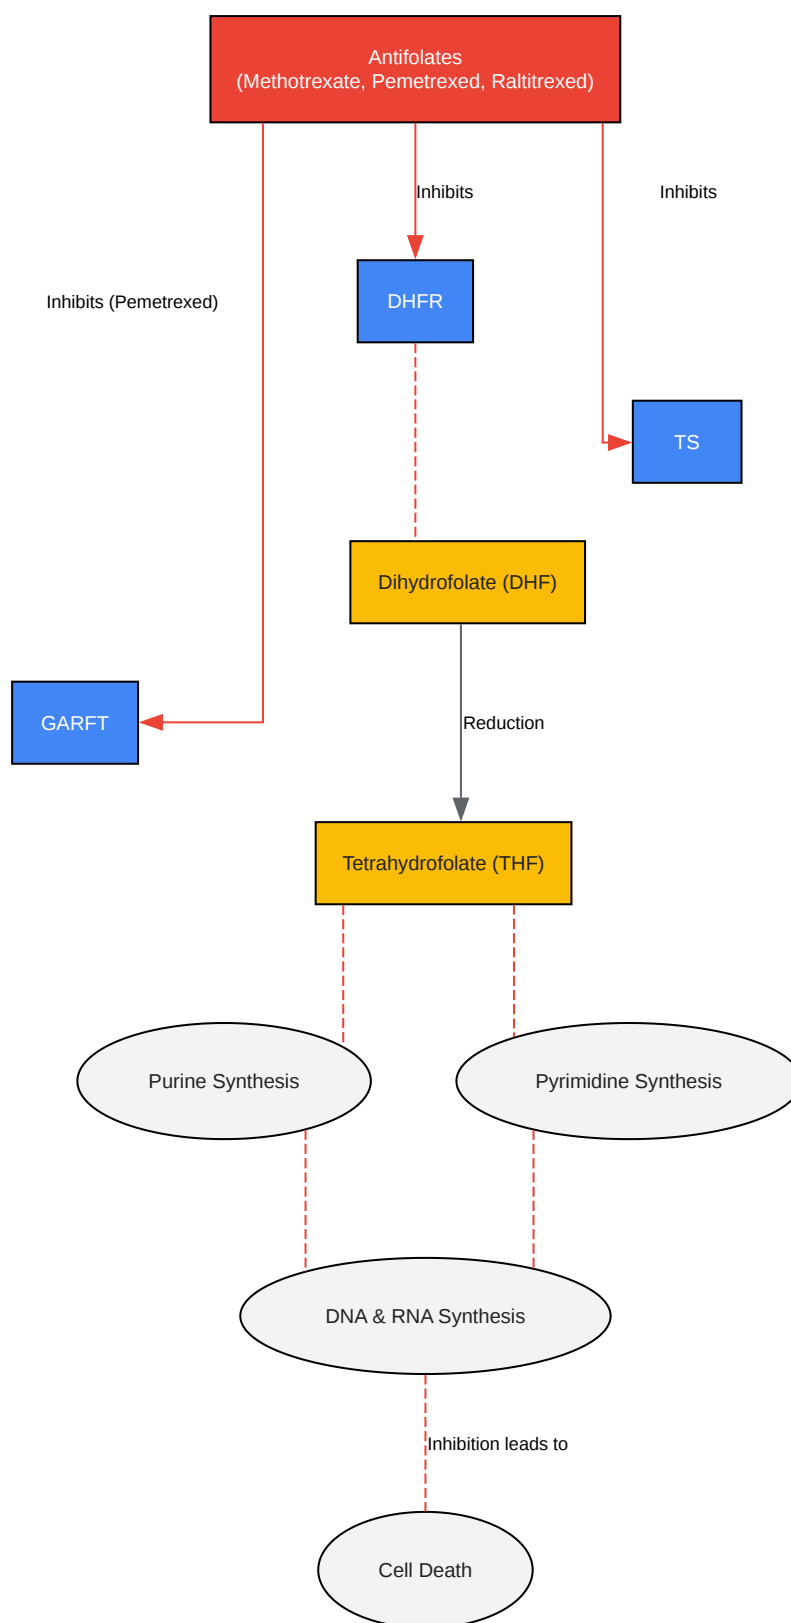 Antifolates
(Methotrexate, Pemetrexed, Raltitrexed)
Inhibits
Inhibits
Inhibits (Pemetrexed)
DHFR
TS
Dihydrofolate (DHF)
GARFT
Reduction
Tetrahydrofolate (THF)
Purine Synthesis
Pyrimidine Synthesis
DNA & RNA Synthesis
Inhibition leads to
Cell Death